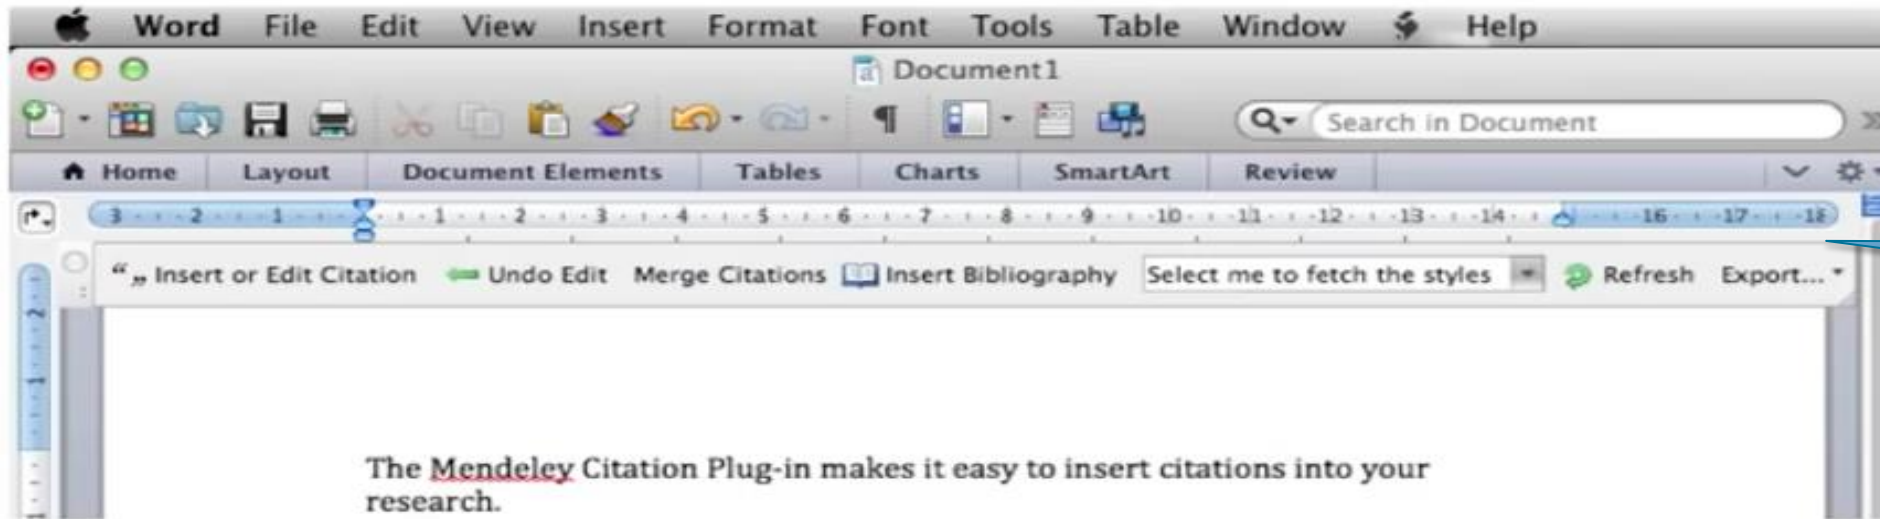 Word File Edit View Insert Format Font Tools Table Window Help
Document1
Search in Document
Home Layout Document Elements Tables Charts SmartArt Review
3 2 1 1 2 3 4 5 6 7 8 9 10 11 12 13 14 16 17 18
“ „ Insert or Edit Citation Undo Edit Merge Citations Insert Bibliography Select me to fetch the styles Refresh Export...
2
1
1
The Mendeley Citation Plug-in makes it easy to insert citations into your
research.